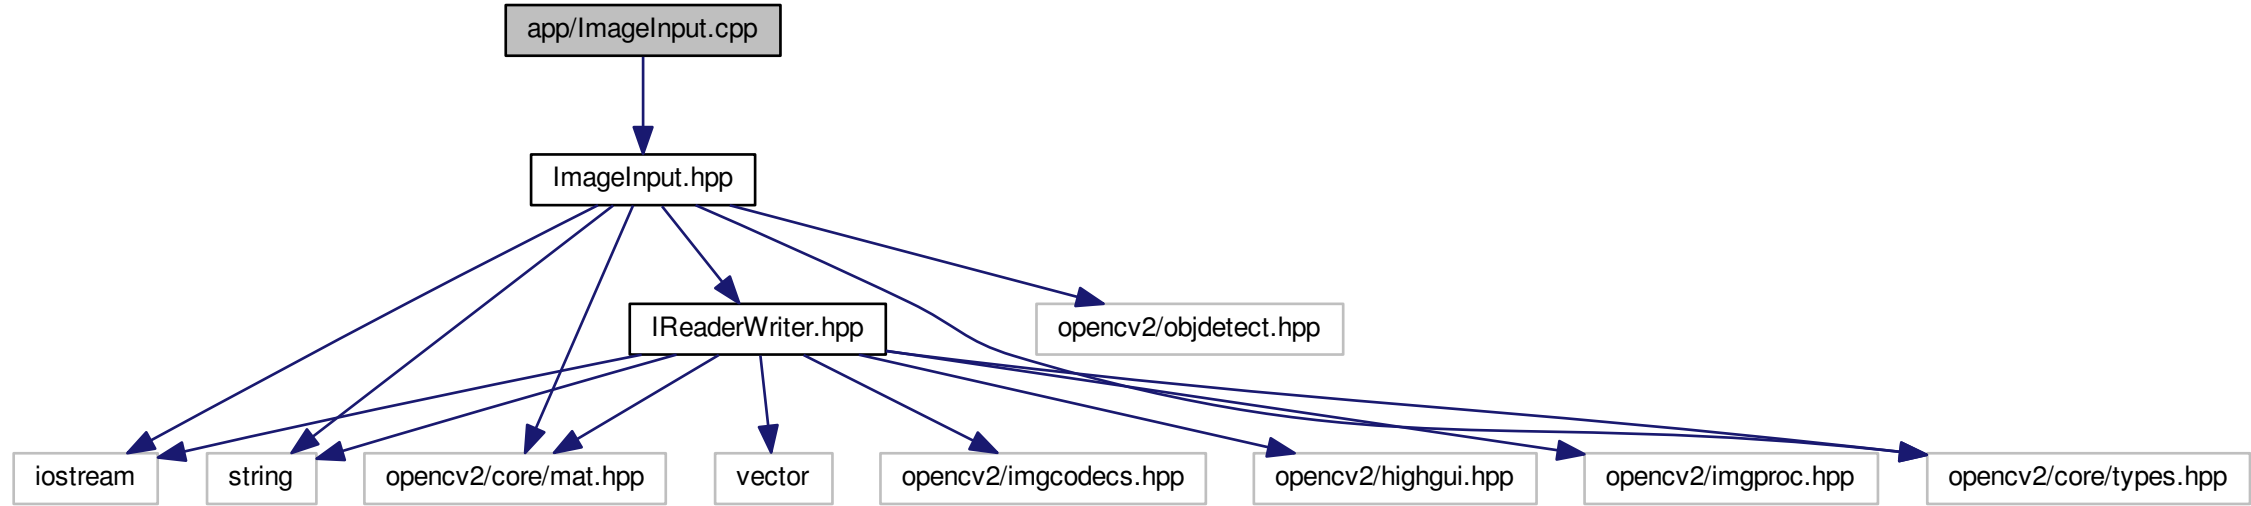 app/ImageInput.cpp
ImageInput.hpp
IReaderWriter.hpp
opencv2/objdetect.hpp
iostream
string
opencv2/core/mat.hpp
vector
opencv2/imgcodecs.hpp
opencv2/highgui.hpp
opencv2/imgproc.hpp
opencv2/core/types.hpp